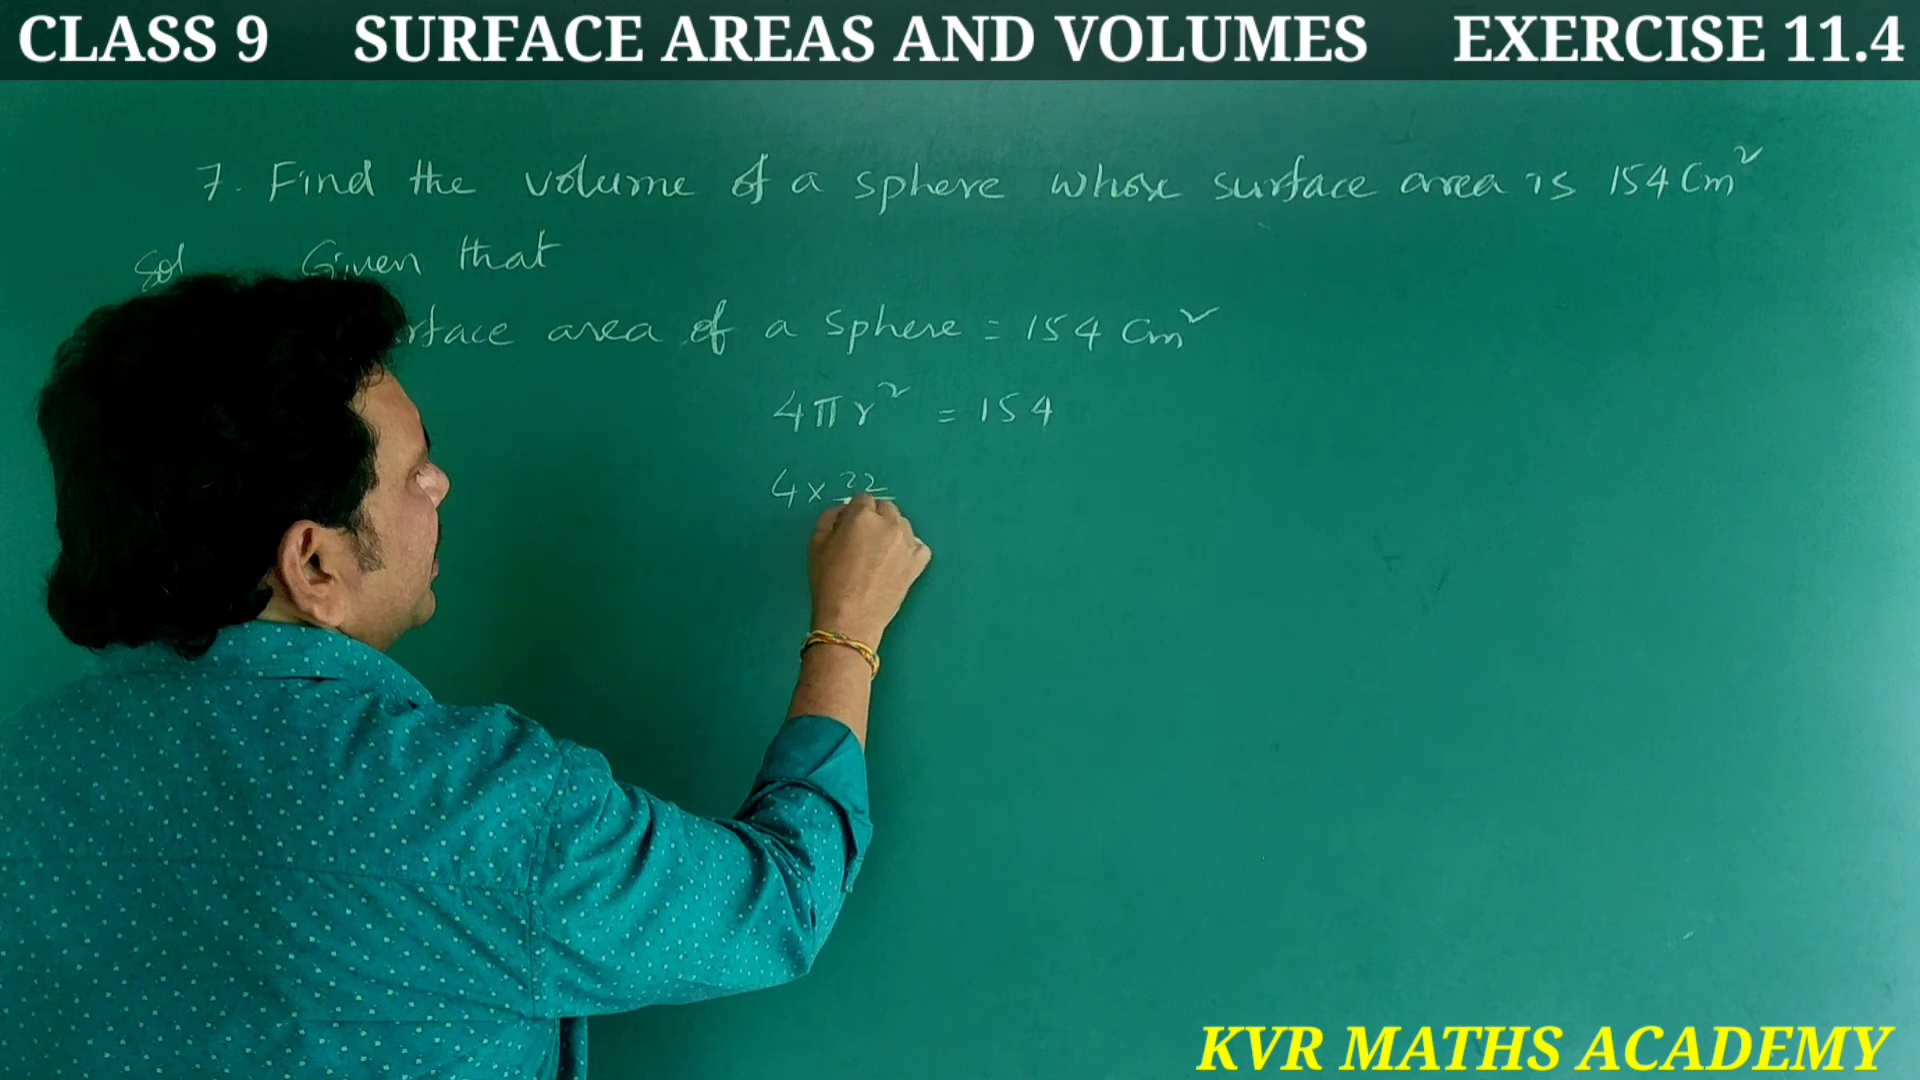 CLASS 9 SURFACE AREAS AND VOLUMES EXERCISE 11.4
7. Find the volume of a sphere whose surface area is 154 Cm²
Sol Given that
rface area of a sphere = 154 Cm²
4πr² = 154
4 × 22
KVR MATHS ACADEMY